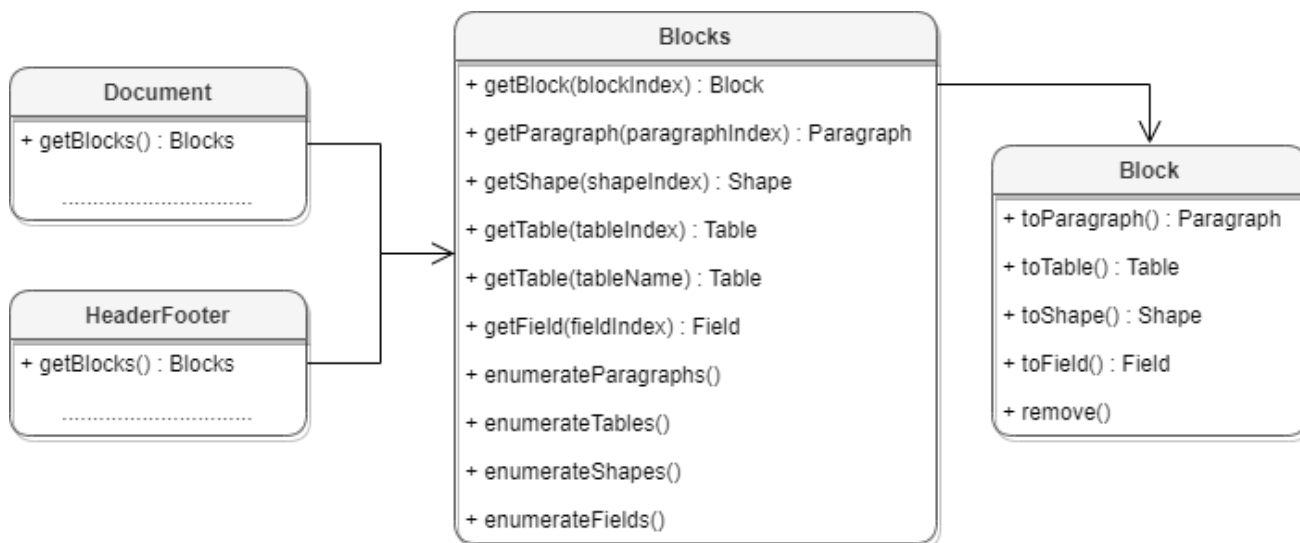 Document
+ getBlocks() : Blocks
HeaderFooter
+ getBlocks() : Blocks
Blocks
+ getBlock(blockIndex) : Block
+ getParagraph(paragraphIndex) : Paragraph
+ getShape(shapeIndex) : Shape
+ getTable(tableIndex) : Table
+ getTable(tableName) : Table
+ getField(fieldIndex) : Field
+ enumerateParagraphs()
+ enumerateTables()
+ enumerateShapes()
+ enumerateFields()
Block
+ toParagraph() : Paragraph
+ toTable() : Table
+ toShape() : Shape
+ toField() : Field
+ remove()